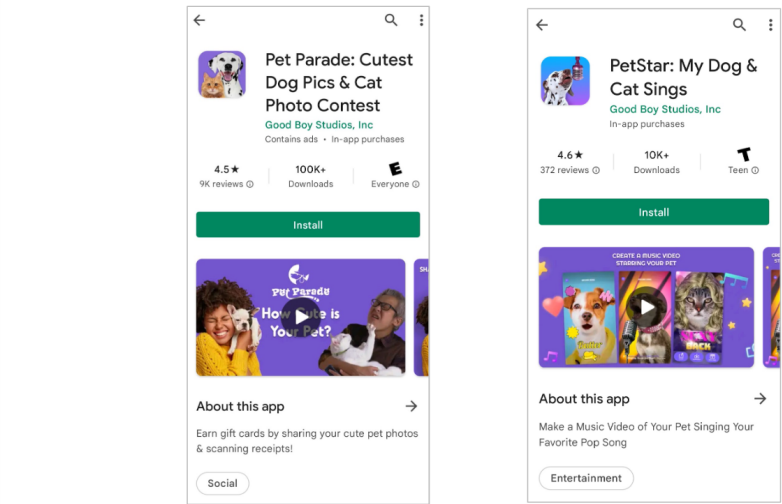 Pet Parade: Cutest
Dog Pics & Cat
Photo Contest
Good Boy Studios, Inc
Contains ads • In-app purchases
4.5★
9K reviews
100K+
Downloads
E
Everyone
Install
Pet Parade
How Cute is
Your Pet?
About this app
Earn gift cards by sharing your cute pet photos
& scanning receipts!
Social
PetStar: My Dog &
Cat Sings
Good Boy Studios, Inc
In-app purchases
4.6★
372 reviews
10K+
Downloads
T
Teen
Install
CREATE A MUSIC VIDEO
STARRING YOUR PET
Butter
BACK
About this app
Make a Music Video of Your Pet Singing Your
Favorite Pop Song
Entertainment